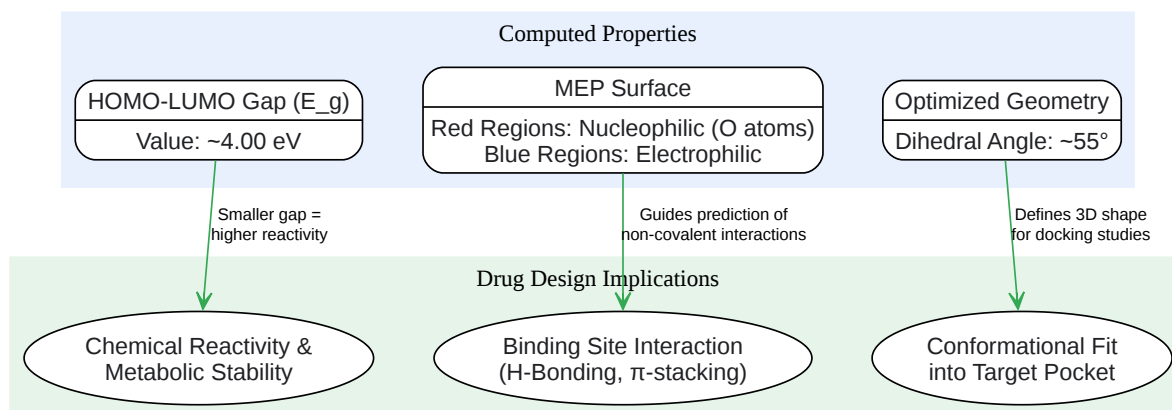 Computed Properties
HOMO-LUMO Gap (E_g)
Value: ~4.00 eV
MEP Surface
Red Regions: Nucleophilic (O atoms)
Blue Regions: Electrophilic
Optimized Geometry
Dihedral Angle: ~55°
Smaller gap =
higher reactivity
Guides prediction of
non-covalent interactions
Defines 3D shape
for docking studies
Drug Design Implications
Chemical Reactivity &
Metabolic Stability
Binding Site Interaction
(H-Bonding, π-stacking)
Conformational Fit
into Target Pocket